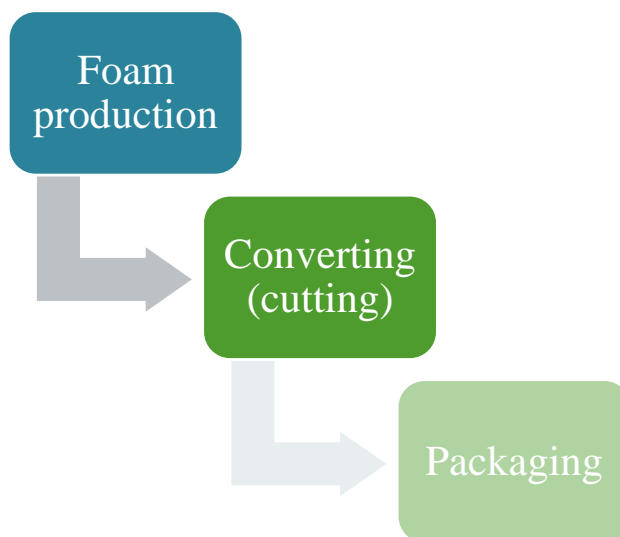 Foam
production
Converting
(cutting)
Packaging